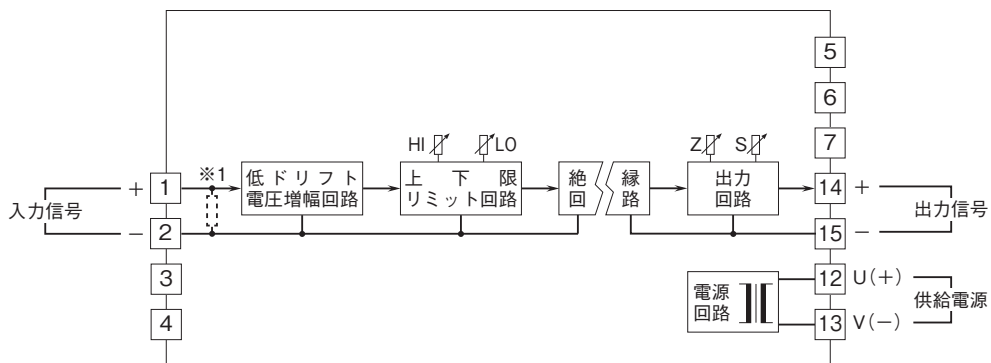 5
6
7
HI
LO
Z
S
※1
入力信号
+
1
-
2
3
4
低ドリフト
電圧増幅回路
上下限
リミット回路
絶縁
回路
出力
回路
14
+
15
-
出力信号
電源
回路
12
U(+)
13
V(-)
供給電源